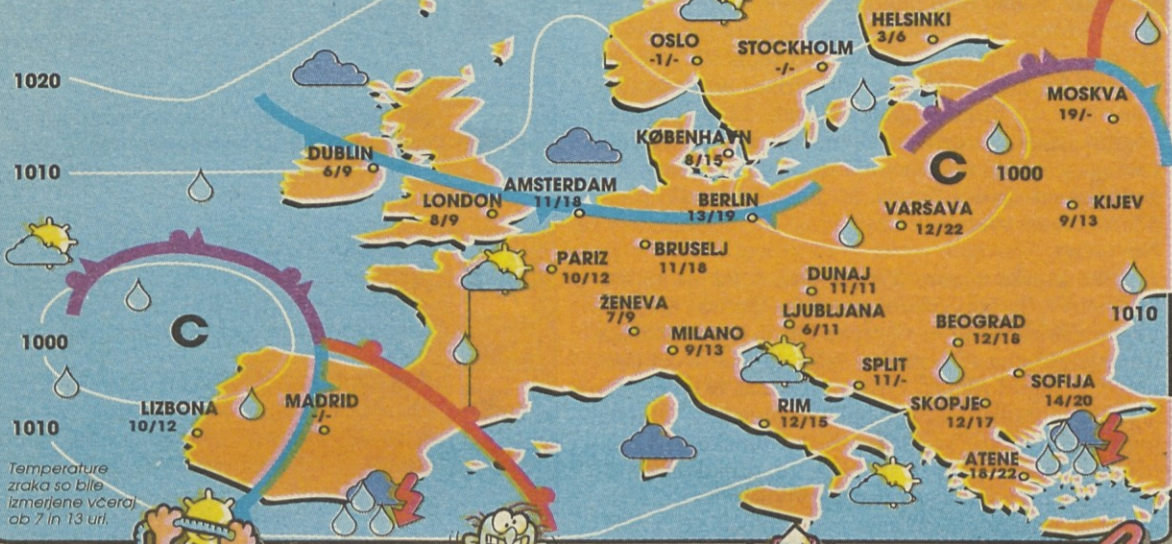 HELSINKI
3/6
OSLO
-1/-
STOCKHOLM
-/-
1020
MOSKVA
19/-
KØBENHAVN
8/15
DUBLIN
6/9
1010
C
1000
AMSTERDAM
11/18
LONDON
8/9
BERLIN
13/19
VARŠAVA
12/22
KIJEV
9/13
BRUSELJ
11/18
PARIZ
10/12
DUNAJ
11/11
ŽENEVA
7/9
LJUBLJANA
6/11
1010
BEOGRAD
12/18
C
1000
MILANO
9/13
SPLIT
11/-
SOFIJA
14/20
LIZBONA
10/12
MADRID
-/-
RIM
12/15
SKOPJE
12/17
1010
ATENE
18/22
Temperature
zraka so bile
izmerjene včeraj
ob 7 in 13 uri.